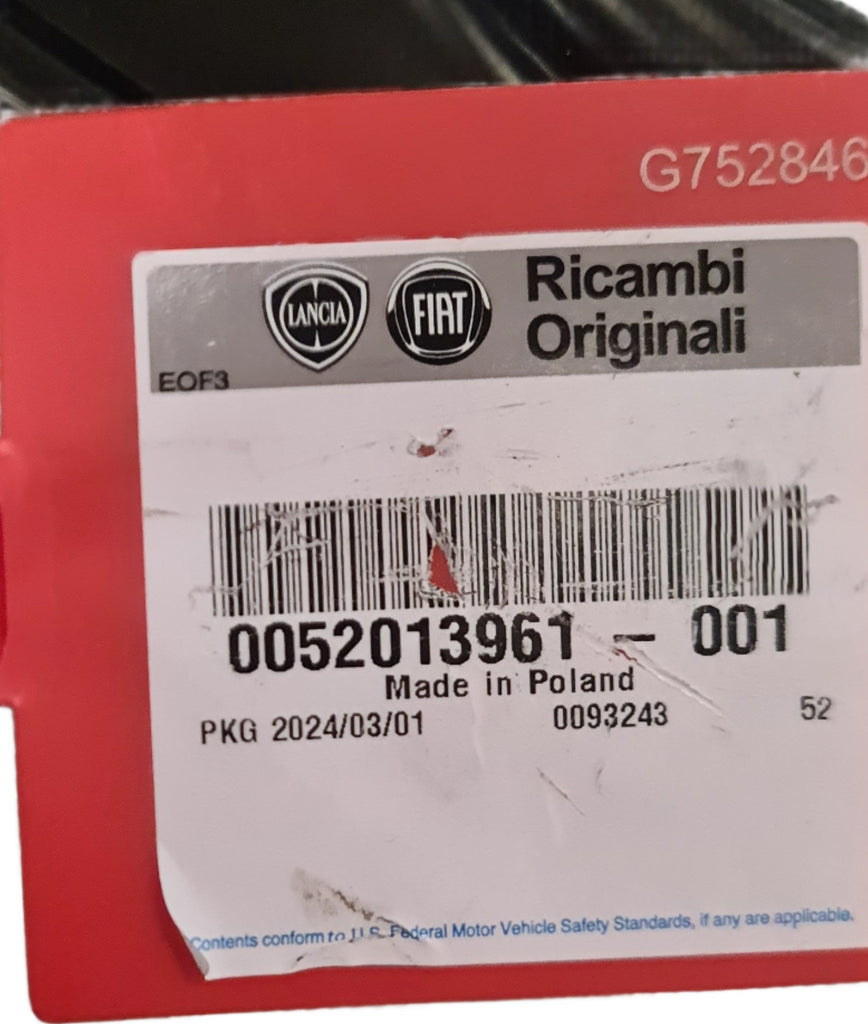 G752846
LANCIA
FIAT
Ricambi
Originali
EOF3
0052013961 - 001
Made in Poland
PKG 2024/03/01 0093243 52
Contents conform to U.S. Federal Motor Vehicle Safety Standards, if any are applicable.